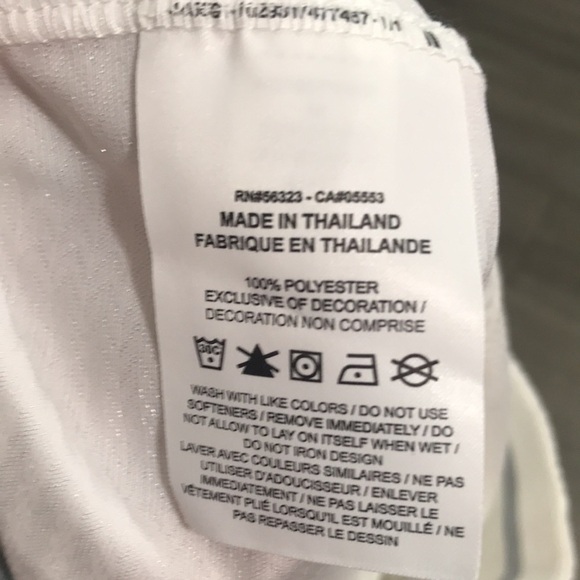 RN#56323 - CA#05553
MADE IN THAILAND
FABRIQUE EN THAILANDE
100% POLYESTER
EXCLUSIVE OF DECORATION /
DECORATION NON COMPRISE
30C
WASH WITH LIKE COLORS / DO NOT USE
SOFTENERS / REMOVE IMMEDIATELY / DO
NOT ALLOW TO LAY ON ITSELF WHEN WET /
DO NOT IRON DESIGN
LAVER AVEC COULEURS SIMILAIRES / NE PAS
UTILISER D'ADOUCISSEUR / ENLEVER
IMMEDIATEMENT / NE PAS LAISSER LE
VÊTEMENT PLIÉ LORSQU'IL EST MOUILLÉ / NE
PAS REPASSER LE DESSIN